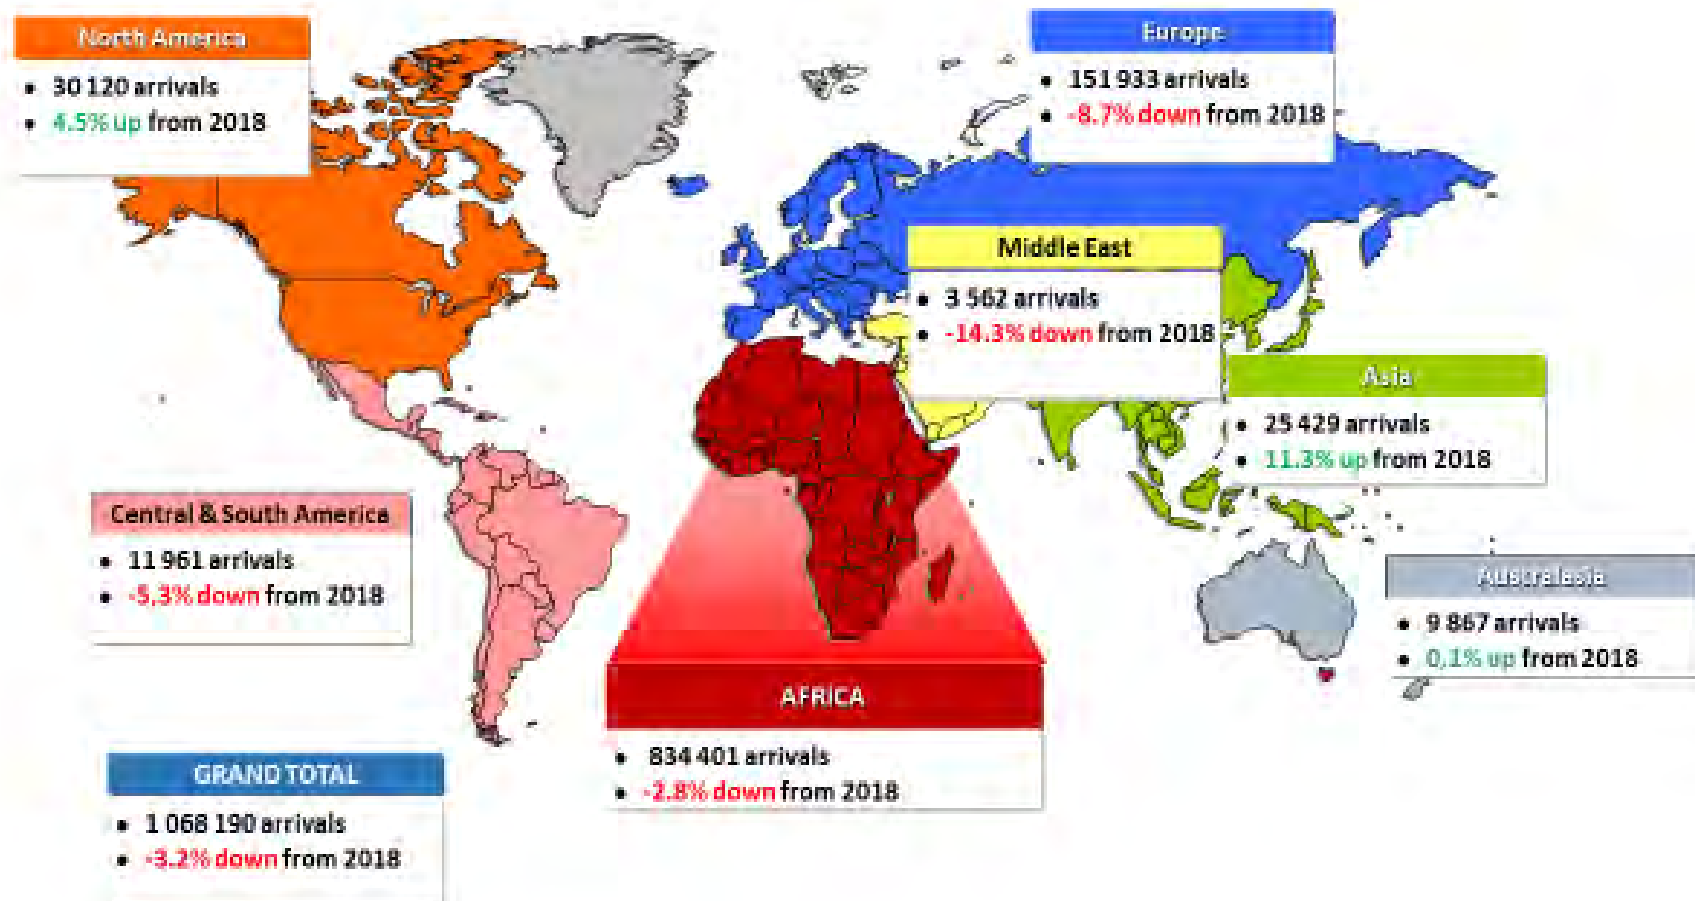 North America
• 30 120 arrivals
• 4.5% up from 2018
Europe
• 151 933 arrivals
• -8.7% down from 2018
Middle East
• 3 562 arrivals
• -14.3% down from 2018
Asia
• 25 429 arrivals
• 11.3% up from 2018
Central & South America
• 11 961 arrivals
• -5,3% down from 2018
Australasia
• 9 867 arrivals
• 0,1% up from 2018
AFRICA
• 834 401 arrivals
• -2.8% down from 2018
GRAND TOTAL
• 1 068 190 arrivals
• -3.2% down from 2018